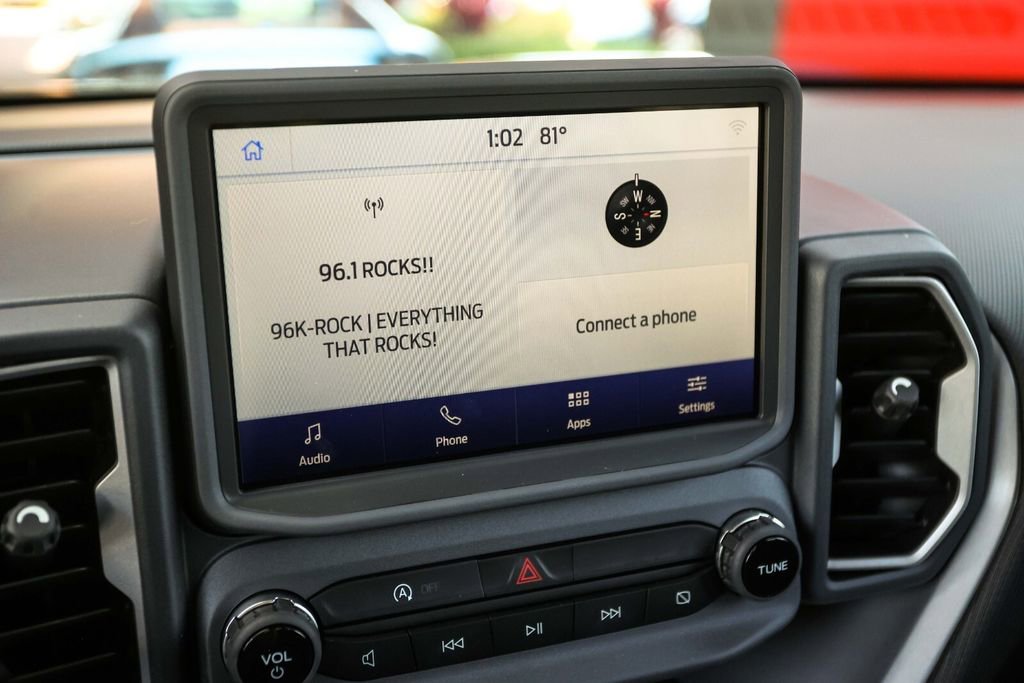 1:02 81°
96.1 ROCKS!!
96K-ROCK | EVERYTHING
THAT ROCKS!
W
N
E
S
Connect a phone
Audio
Phone
Apps
Settings
A OFF
VOL
TUNE